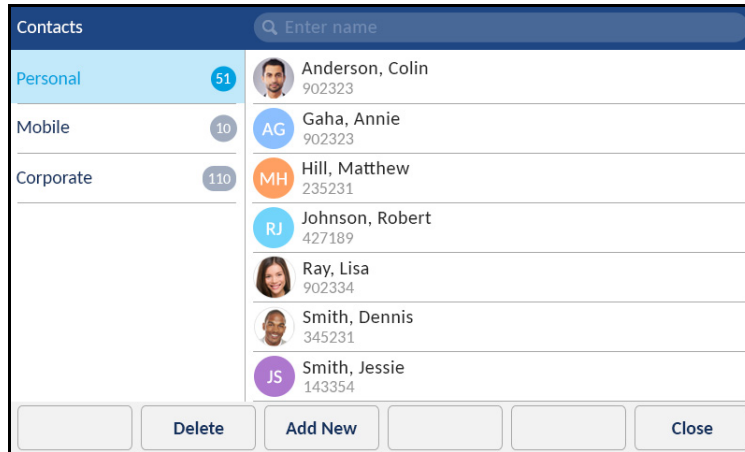 Contacts
Enter name
Personal 51
Mobile 10
Corporate 110
Anderson, Colin
902323
AG
Gaha, Annie
902323
MH
Hill, Matthew
235231
RJ
Johnson, Robert
427189
Ray, Lisa
902334
Smith, Dennis
345231
JS
Smith, Jessie
143354
Delete Add New Close